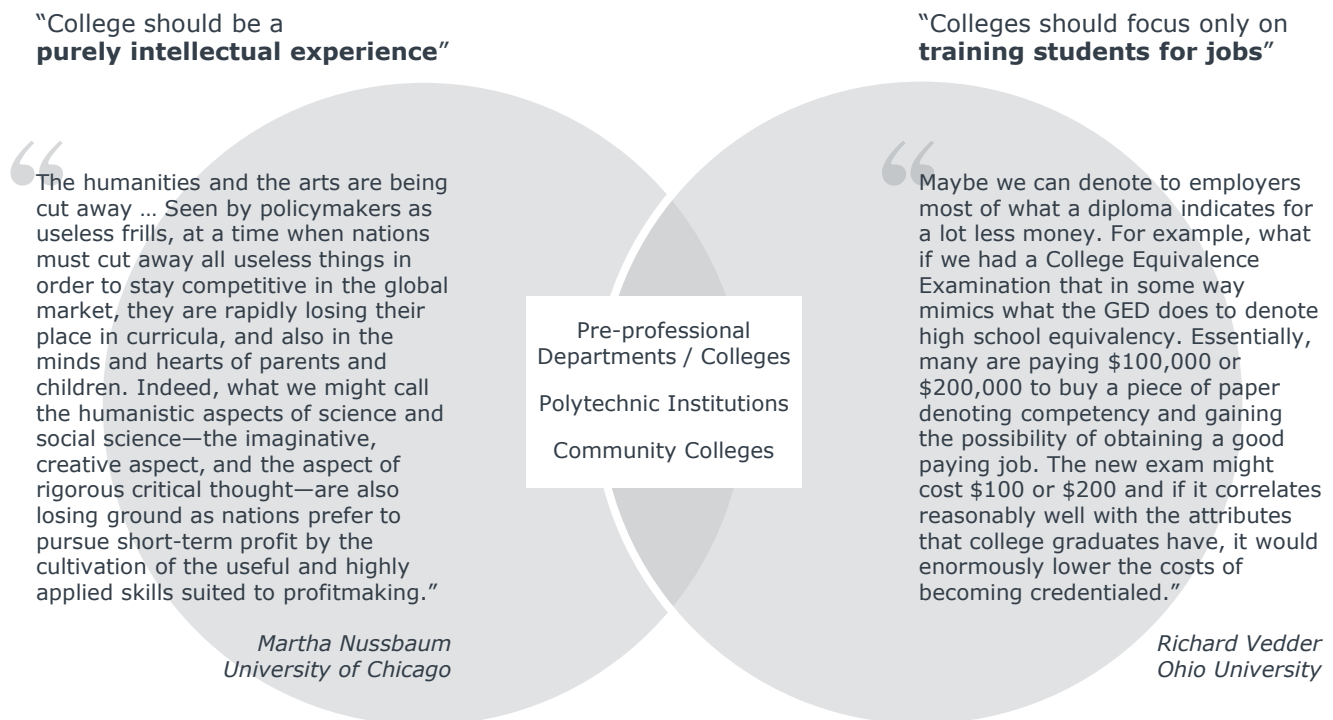 “College should be a
purely intellectual experience”
“
The humanities and the arts are being
cut away … Seen by policymakers as
useless frills, at a time when nations
must cut away all useless things in
order to stay competitive in the global
market, they are rapidly losing their
place in curricula, and also in the
minds and hearts of parents and
children. Indeed, what we might call
the humanistic aspects of science and
social science—the imaginative,
creative aspect, and the aspect of
rigorous critical thought—are also
losing ground as nations prefer to
pursue short-term profit by the
cultivation of the useful and highly
applied skills suited to profitmaking.”
Martha Nussbaum
University of Chicago
Pre-professional
Departments / Colleges
Polytechnic Institutions
Community Colleges
“Colleges should focus only on
training students for jobs”
“
Maybe we can denote to employers
most of what a diploma indicates for
a lot less money. For example, what
if we had a College Equivalence
Examination that in some way
mimics what the GED does to denote
high school equivalency. Essentially,
many are paying $100,000 or
$200,000 to buy a piece of paper
denoting competency and gaining
the possibility of obtaining a good
paying job. The new exam might
cost $100 or $200 and if it correlates
reasonably well with the attributes
that college graduates have, it would
enormously lower the costs of
becoming credentialed.”
Richard Vedder
Ohio University